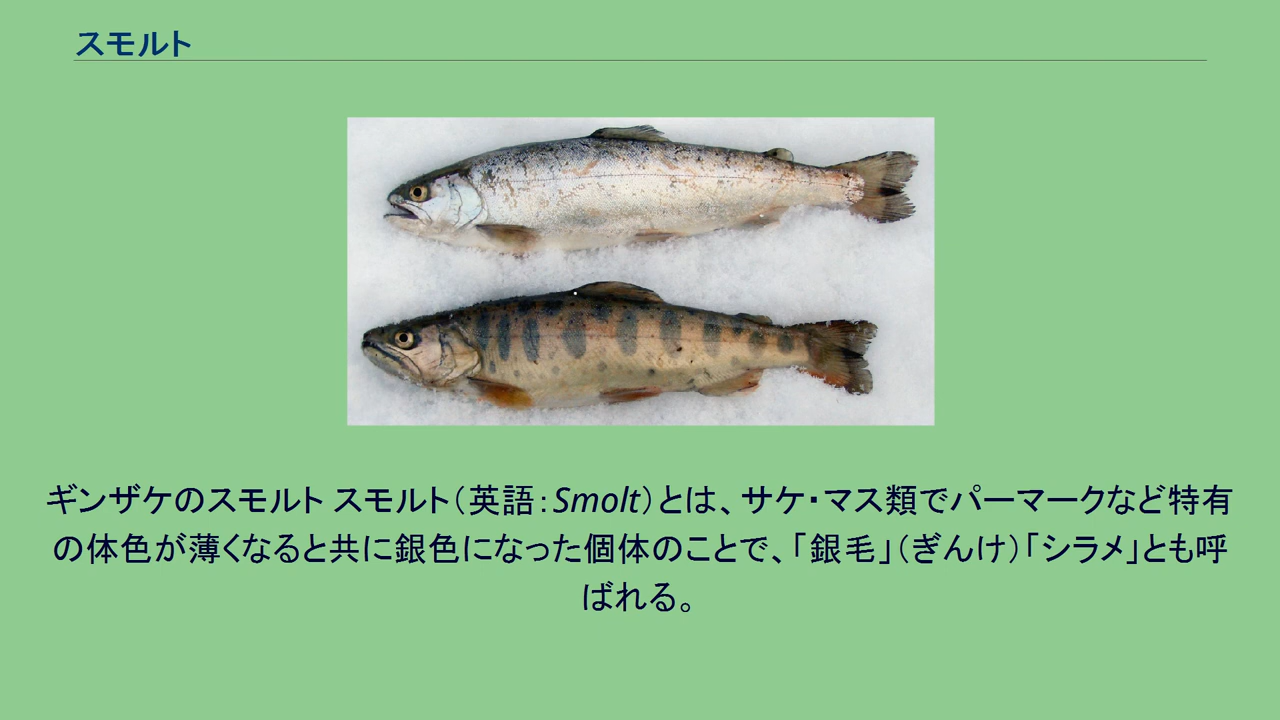 スモルト
ギンザケのスモルト スモルト（英語：Smolt）とは、サケ・マス類でパーマークなど特有
の体色が薄くなると共に銀色になった個体のことで、「銀毛」（ぎんけ）「シラメ」とも呼
ばれる。